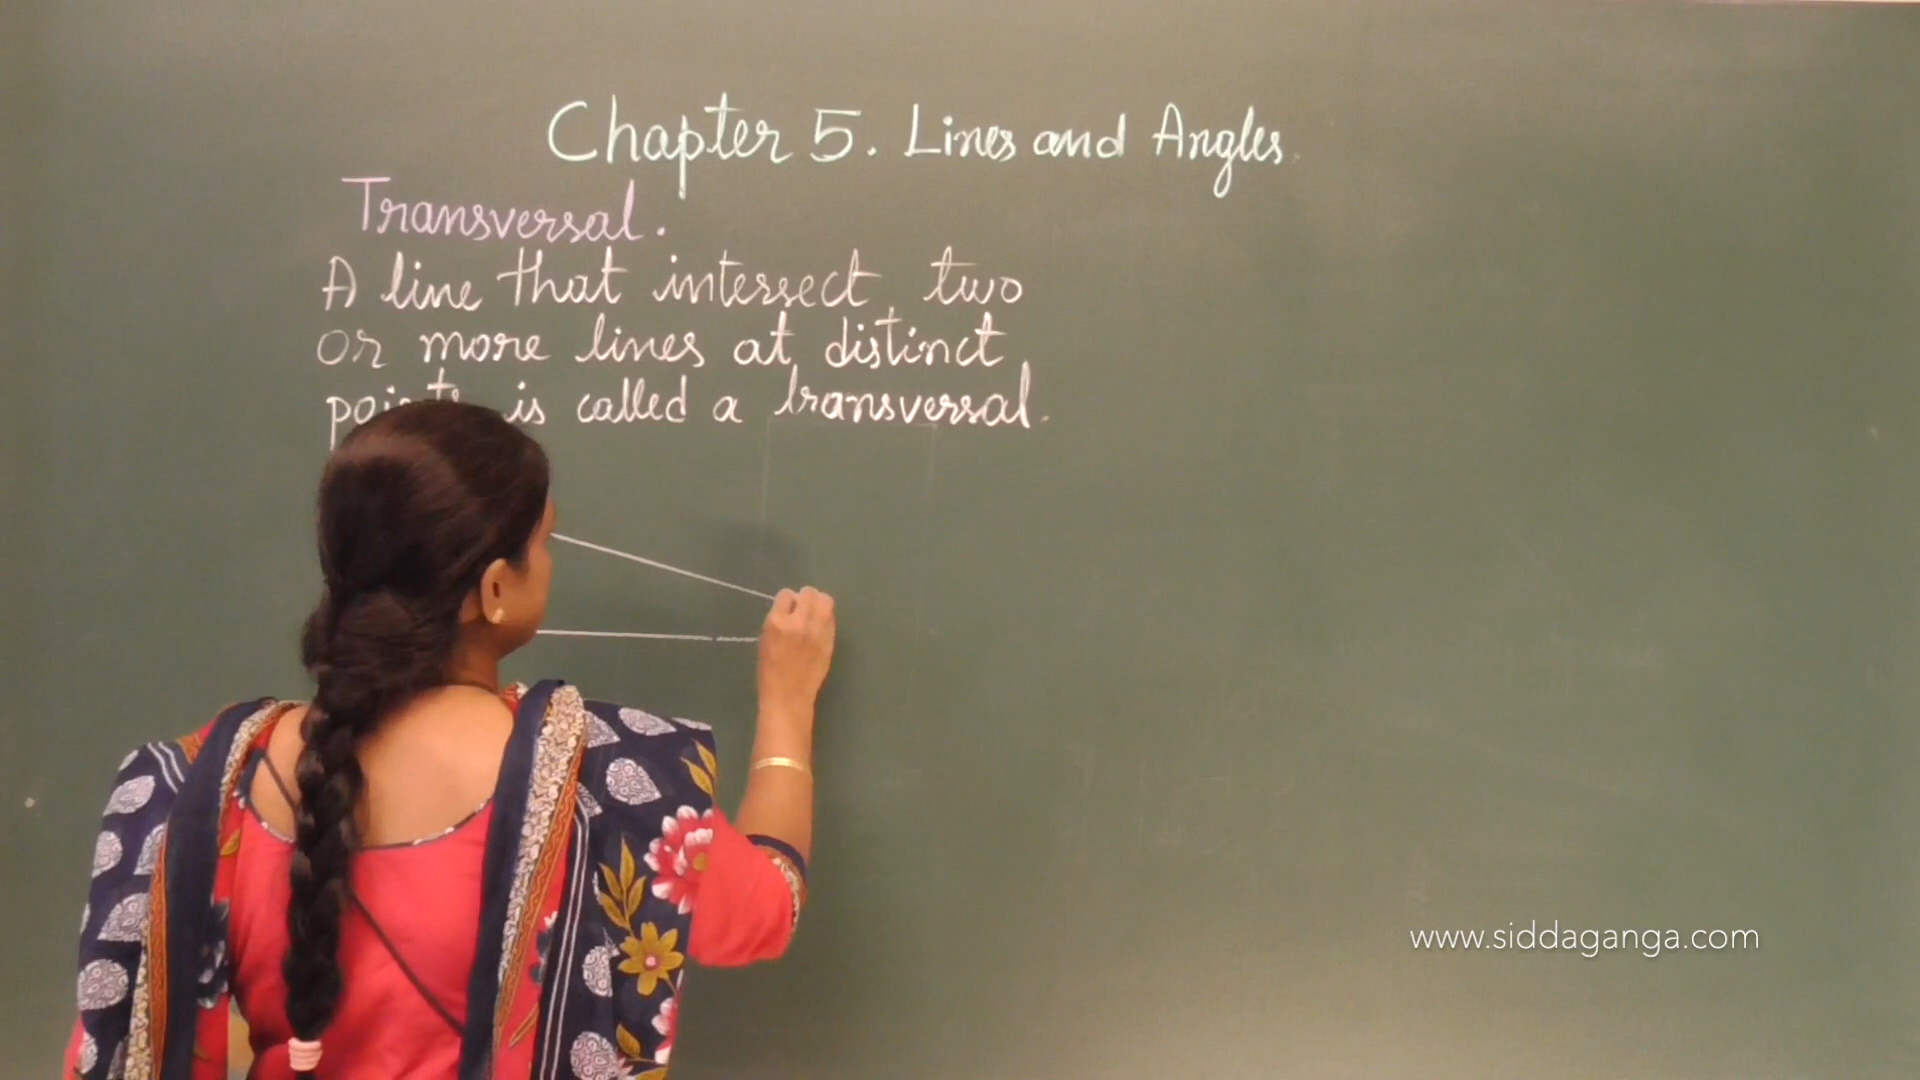 Chapter 5. Lines and Angles.
Transversal.
A line that intersect two
or more lines at distinct
is called a transversal.
www.siddaganga.com